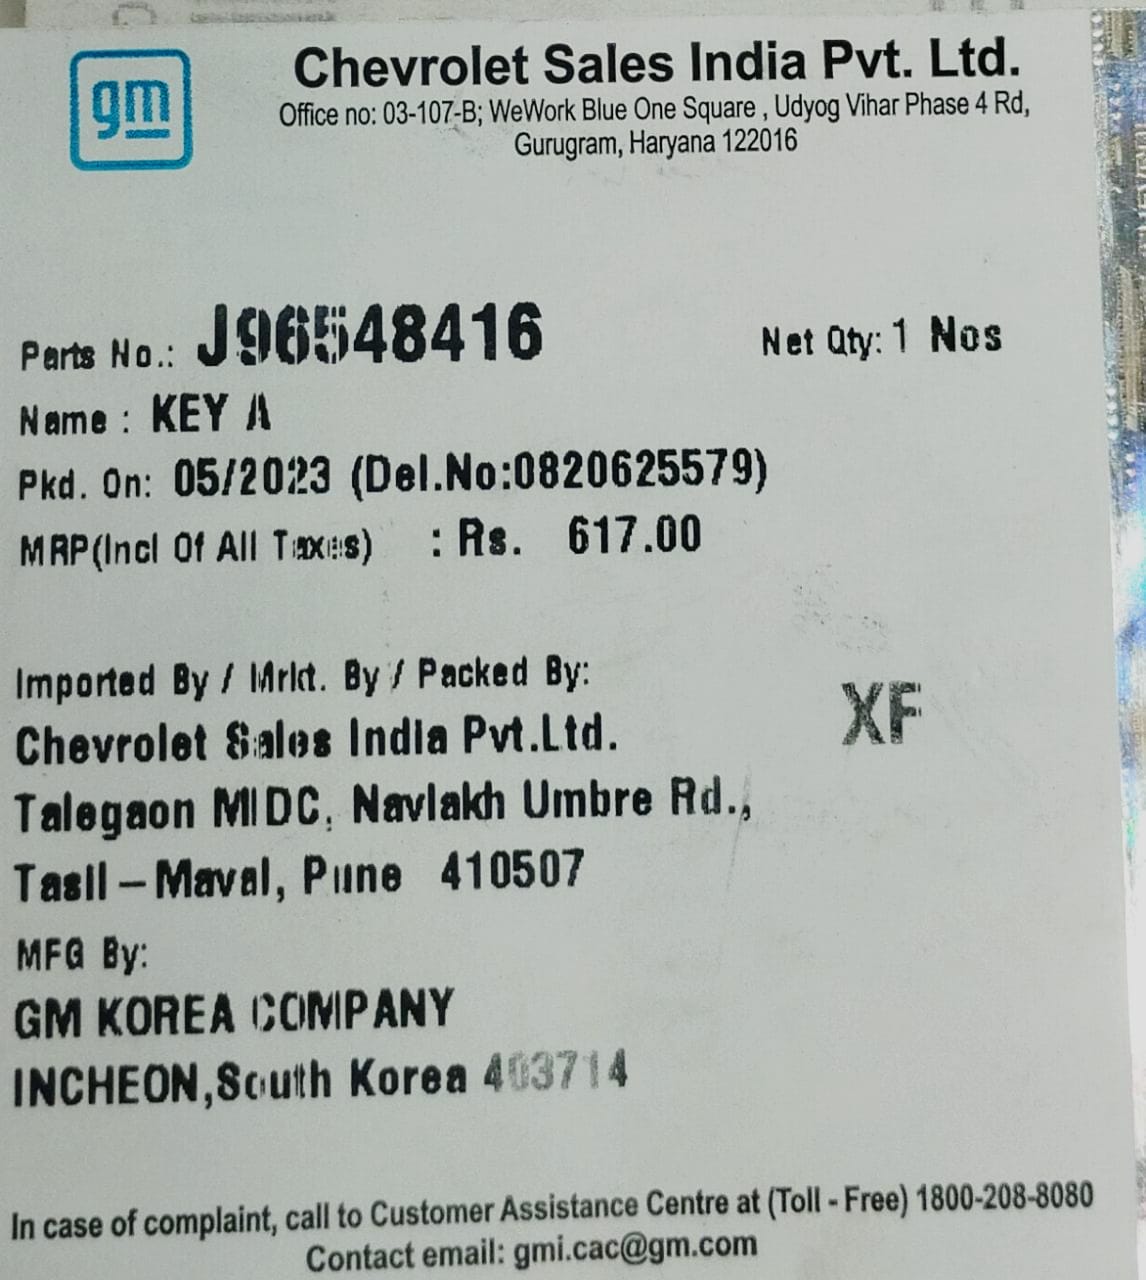 gm
Chevrolet Sales India Pvt. Ltd.
Office no: 03-107-B; WeWork Blue One Square , Udyog Vihar Phase 4 Rd,
Gurugram, Haryana 122016
Parts No.: J96548416 Net Qty: 1 Nos
Name : KEY A
Pkd. On: 05/2023 (Del.No:0820625579)
MRP(Incl Of All Taxes) : Rs. 617.00
Imported By / Mrkt. By / Packed By:
Chevrolet Sales India Pvt.Ltd.
XF
Talegaon MIDC, Navlakh Umbre Rd.,
Tasil – Maval, Pune 410507
MFG By:
GM KOREA COMPANY
INCHEON,South Korea 403714
In case of complaint, call to Customer Assistance Centre at (Toll - Free) 1800-208-8080
Contact email: gmi.cac@gm.com